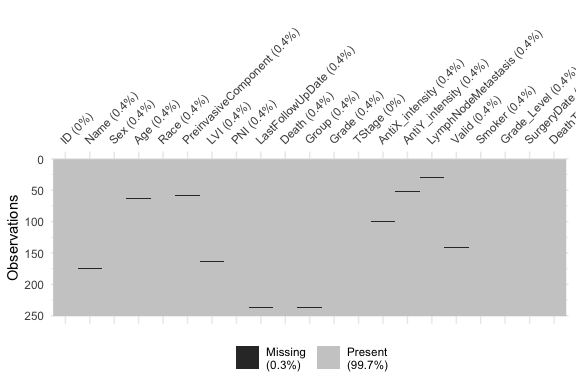 ID (0%)
Name (0.4%)
Sex (0.4%)
Age (0.4%)
Race (0.4%)
PreinvasiveComponent (0.4%)
LVI (0.4%)
PNI (0.4%)
LastFollowUpDate (0.4%)
Death (0.4%)
Group (0.4%)
Grade (0.4%)
TStage (0%)
AntiX_intensity (0.4%)
AntiY_intensity (0.4%)
LymphNodeMetastasis (0.4%)
Valid (0.4%)
Smoker (0.4%)
Grade_Level (0.4%)
SurgeryDate (
DeathT
Observations
0
50
100
150
200
250
Missing
(0.3%)
Present
(99.7%)